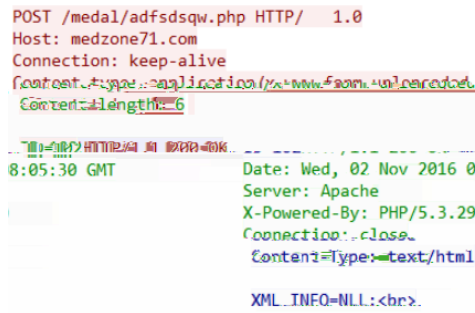 POST /medal/adfsdsqw.php HTTP/ 1.0
Host: medzone71.com
Connection: keep-alive
Content-Length: 6
8:05:30 GMT Date: Wed, 02 Nov 2016 0
Server: Apache
X-Powered-By: PHP/5.3.29
Connection: close
Content-Type: text/html
XML INFO=NLL:<br>